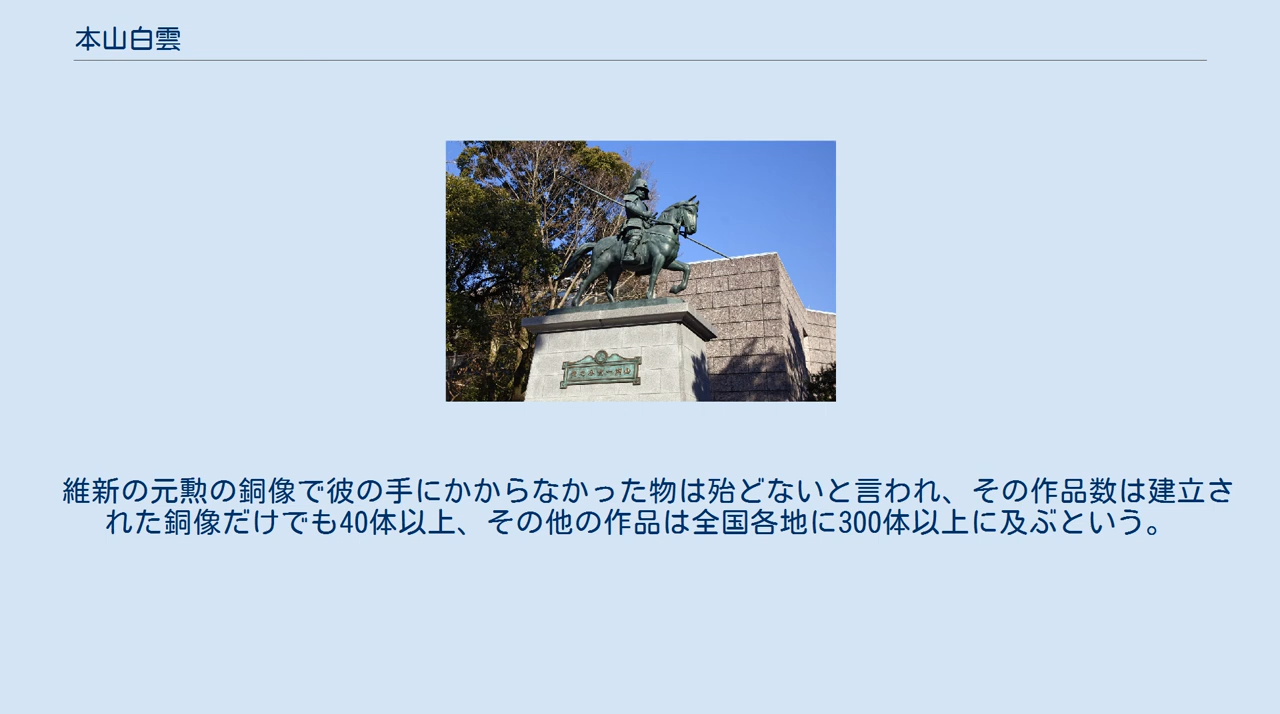 本山白雲
維新の元勲の銅像で彼の手にかからなかった物は殆どないと言われ、その作品数は建立さ
れた銅像だけでも40体以上、その他の作品は全国各地に300体以上に及ぶという。